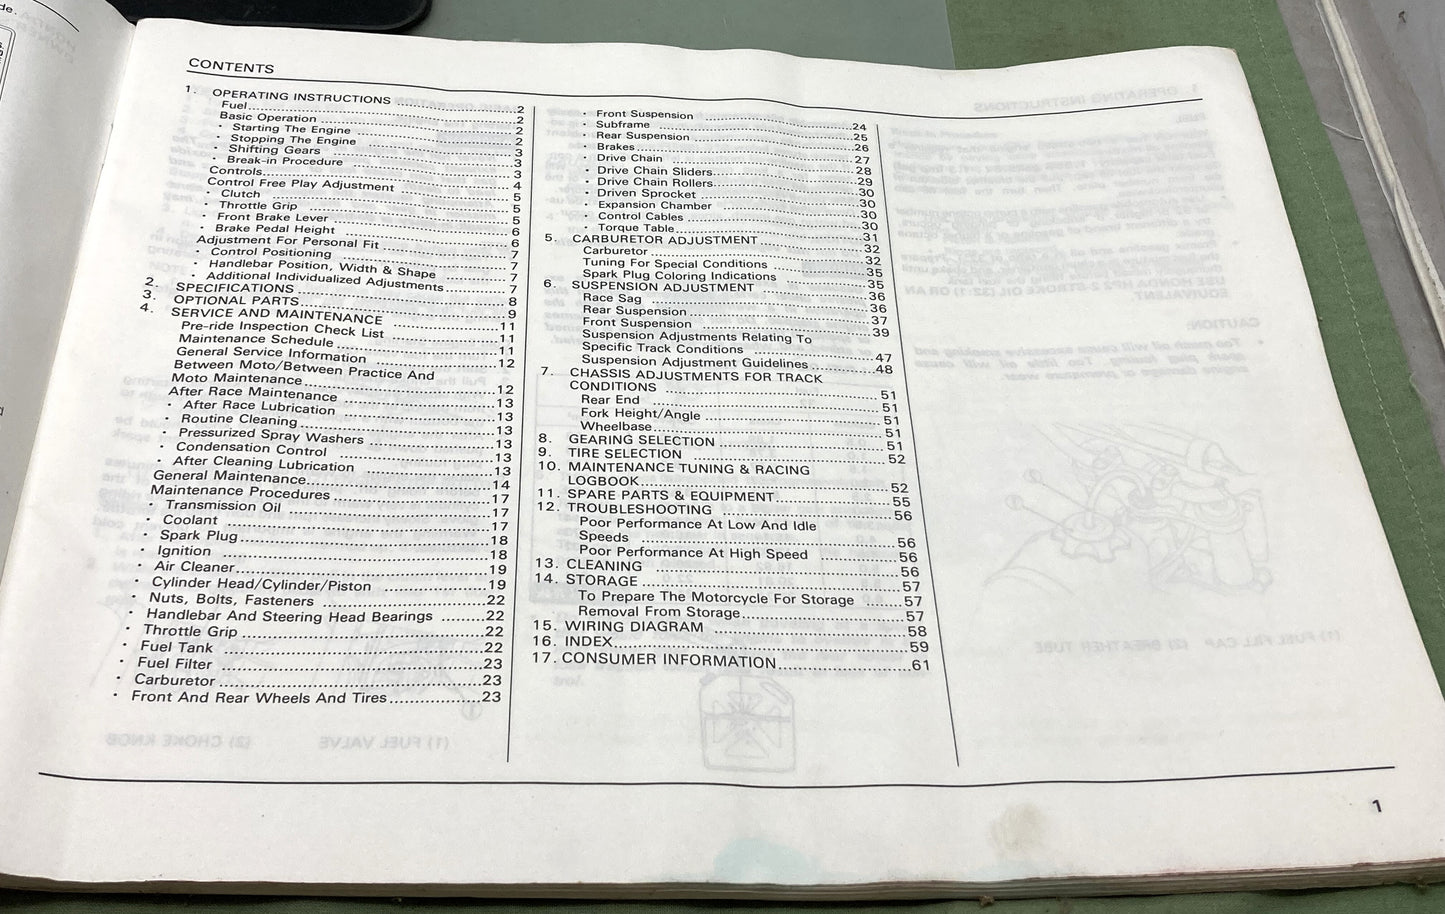 CONTENTS
1. OPERATING INSTRUCTIONS ..... 2
Fuel ..... 2
Basic Operation ..... 2
· Starting The Engine ..... 2
· Stopping The Engine ..... 3
· Shifting Gears ..... 3
· Break-in Procedure ..... 3
Controls ..... 4
Control Free Play Adjustment ..... 5
· Clutch ..... 5
· Throttle Grip ..... 5
· Front Brake Lever ..... 6
· Brake Pedal Height ..... 6
Adjustment For Personal Fit ..... 7
· Control Positioning ..... 7
· Handlebar Position, Width & Shape ..... 7
· Additional Individualized Adjustments ..... 7
2. SPECIFICATIONS ..... 8
3. OPTIONAL PARTS ..... 9
4. SERVICE AND MAINTENANCE ..... 11
Pre-ride Inspection Check List ..... 11
Maintenance Schedule ..... 11
General Service Information ..... 12
Between Moto/Between Practice And
Moto Maintenance ..... 12
After Race Maintenance ..... 13
· After Race Lubrication ..... 13
· Routine Cleaning ..... 13
· Pressurized Spray Washers ..... 13
· Condensation Control ..... 13
· After Cleaning Lubrication ..... 13
General Maintenance ..... 14
Maintenance Procedures ..... 17
· Transmission Oil ..... 17
· Coolant ..... 17
· Spark Plug ..... 18
· Ignition ..... 18
· Air Cleaner ..... 19
· Cylinder Head/Cylinder/Piston ..... 19
· Nuts, Bolts, Fasteners ..... 22
· Handlebar And Steering Head Bearings ..... 22
· Throttle Grip ..... 22
· Fuel Tank ..... 22
· Fuel Filter ..... 23
· Carburetor ..... 23
· Front And Rear Wheels And Tires ..... 23
· Front Suspension ..... 24
· Subframe ..... 25
· Rear Suspension ..... 26
· Brakes ..... 27
· Drive Chain ..... 28
· Drive Chain Sliders ..... 29
· Drive Chain Rollers ..... 30
· Driven Sprocket ..... 30
· Expansion Chamber ..... 30
· Control Cables ..... 30
· Torque Table ..... 31
5. CARBURETOR ADJUSTMENT ..... 32
Carburetor ..... 32
Tuning For Special Conditions ..... 35
Spark Plug Coloring Indications ..... 35
6. SUSPENSION ADJUSTMENT ..... 36
Race Sag ..... 36
Rear Suspension ..... 37
Front Suspension ..... 39
Suspension Adjustments Relating To
Specific Track Conditions ..... 47
Suspension Adjustment Guidelines ..... 48
7. CHASSIS ADJUSTMENTS FOR TRACK
CONDITIONS ..... 51
Rear End ..... 51
Fork Height/Angle ..... 51
Wheelbase ..... 51
8. GEARING SELECTION ..... 51
9. TIRE SELECTION ..... 52
10. MAINTENANCE TUNING & RACING
LOGBOOK ..... 52
11. SPARE PARTS & EQUIPMENT ..... 55
12. TROUBLESHOOTING ..... 56
Poor Performance At Low And Idle
Speeds ..... 56
Poor Performance At High Speed ..... 56
13. CLEANING ..... 56
14. STORAGE ..... 57
To Prepare The Motorcycle For Storage ..... 57
Removal From Storage ..... 57
15. WIRING DIAGRAM ..... 58
16. INDEX ..... 59
17. CONSUMER INFORMATION ..... 61
1